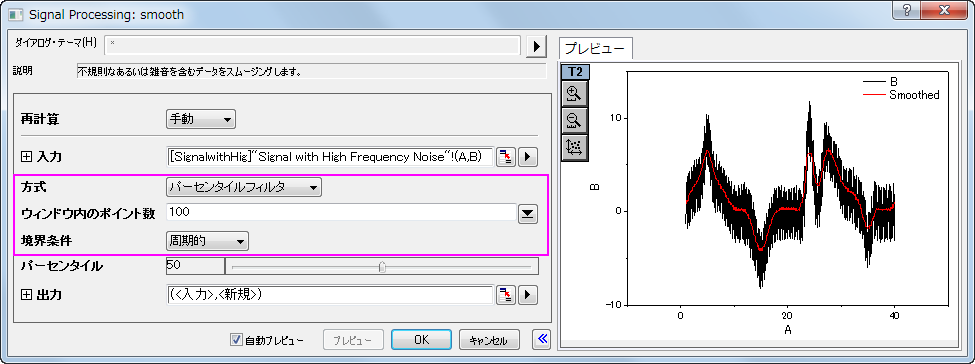 Signal Processing: smooth
ダイアログ・テーマ(H) *
説明 不規則なあるいは雑音を含むデータをスムージングします。
再計算 手動
入力 [SignalwithHig]"Signal with High Frequency Noise"!(A,B)
方式 パーセンタイルフィルタ
ウィンドウ内のポイント数 100
境界条件 周期的
パーセンタイル 50
出力 (<入力>,<新規>)
自動プレビュー プレビュー OK キャンセル
プレビュー
T2
B
Smoothed
10
0
-10
B
0 20 40
A